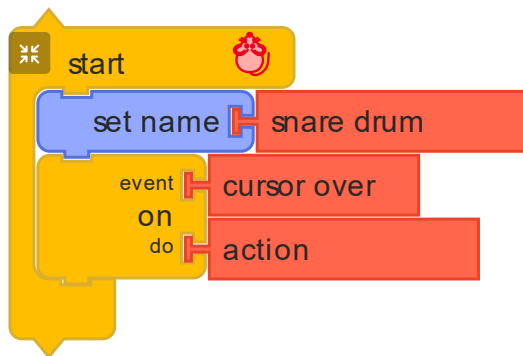 start
set name snare drum
event cursor over
on
do action